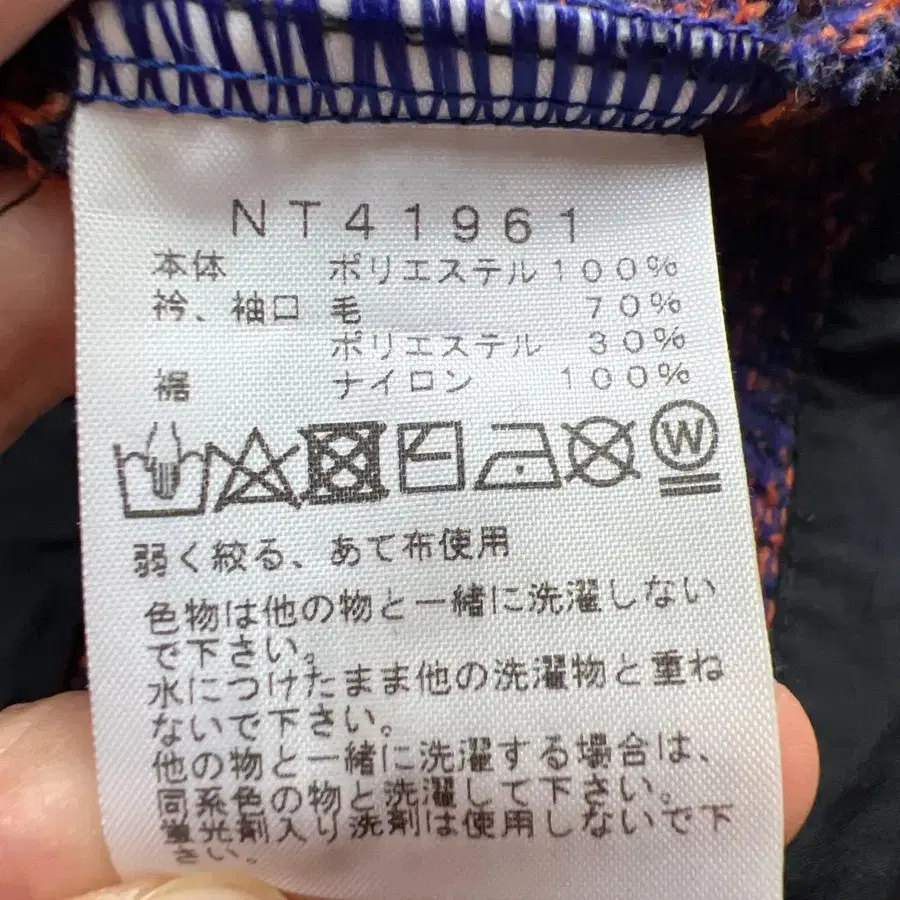 NT41961
本体 ポリエステル100%
衿、袖口 毛 70%
ポリエステル 30%
裾 ナイロン 100%
W
弱く絞る、あて布使用
色物は他の物と一緒に洗濯しない
で下さい。
水につけたまま他の洗濯物と重ね
ないで下さい。
他の物と一緒に洗濯する場合は、
同系色の物と洗濯して下さい。
蛍光剤入り洗剤は使用しないで下
さい。